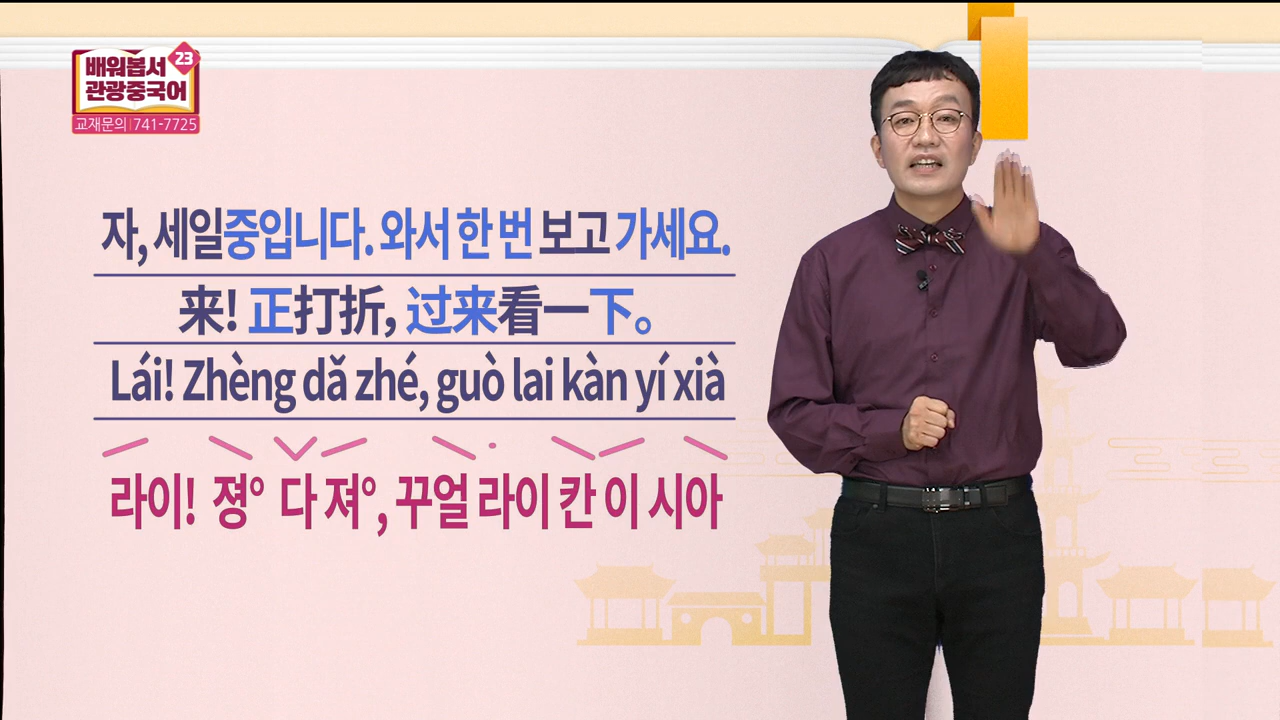 배워봅서 23
관광중국어
교재문의 | 741-7725
자, 세일중입니다. 와서 한 번 보고 가세요.
来! 正打折, 过来看一下。
Lái! Zhèng dǎ zhé, guò lai kàn yí xià
라이! 졍° 다 져°, 꾸얼 라이 칸 이 시아